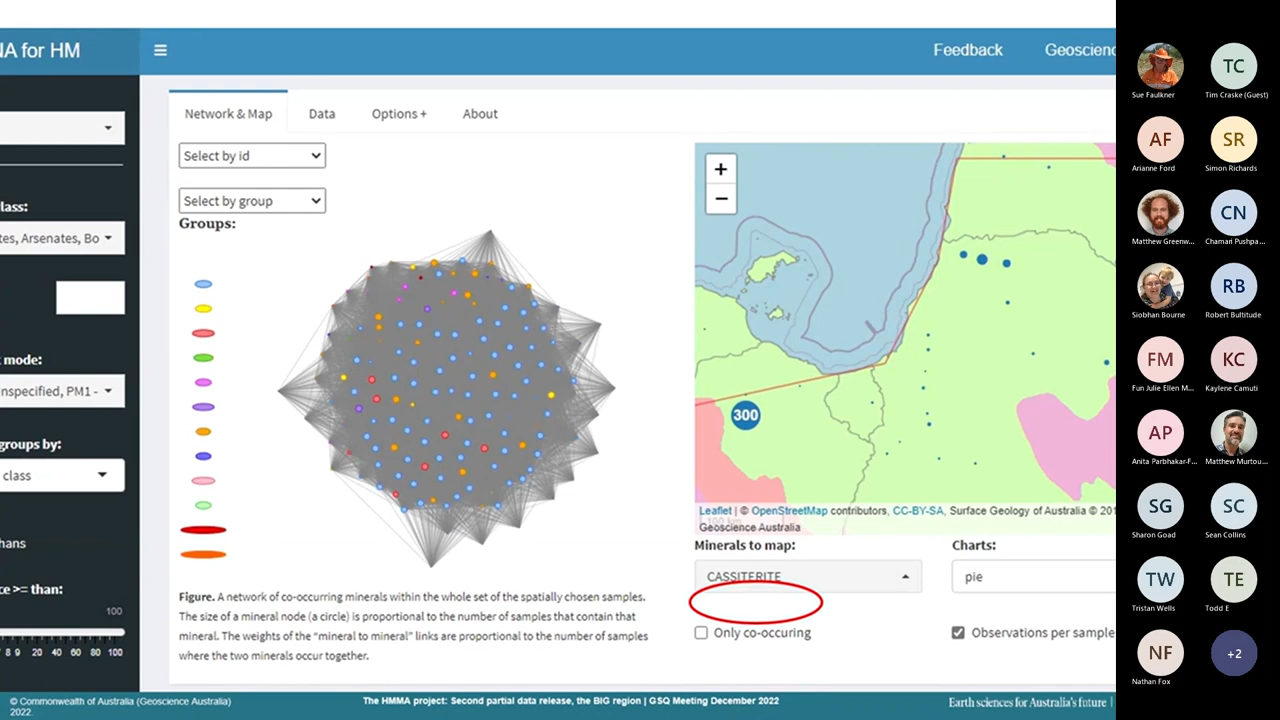 NA for HM
Feedback
Geoscienc
Network & Map
Data
Options +
About
lass:
Select by id
tes, Arsenates, Bo
Select by group
Groups:
mode:
nspecified, PM1 -
groups by:
class
hans
ce >= than:
100
8 9 20 40 60 80 100
+
−
300
Leaflet | © OpenStreetMap contributors, CC-BY-SA, Surface Geology of Australia © 201
Geoscience Australia
Minerals to map:
Charts:
CASSITERITE
pie
Only co-occuring
Observations per sample
Figure. A network of co-occuring minerals within the whole set of the spatially chosen samples.
The size of a mineral node (a circle) is proportional to the number of samples that contain that
mineral. The weights of the "mineral to mineral" links are proportional to the number of samples
where the two minerals occur together.
© Commonwealth of Australia (Geoscience Australia)
2022.
The HMMA project: Second partial data release, the BIG region | GSQ Meeting December 2022
Earth sciences for Australia's future |
Sue Faulkner
TC
Tim Craske (Guest)
AF
Arianne Ford
SR
Simon Richards
Matthew Greenw...
CN
Chamari Pushpa...
Siobhan Bourne
RB
Robert Bultitude
FM
Fun Julie Ellen M...
KC
Kaylene Camuti
AP
Anita Parbhakar-F...
Matthew Murtou...
SG
Sharon Goad
SC
Sean Collins
TW
Tristan Wells
TE
Todd E
NF
Nathan Fox
+2